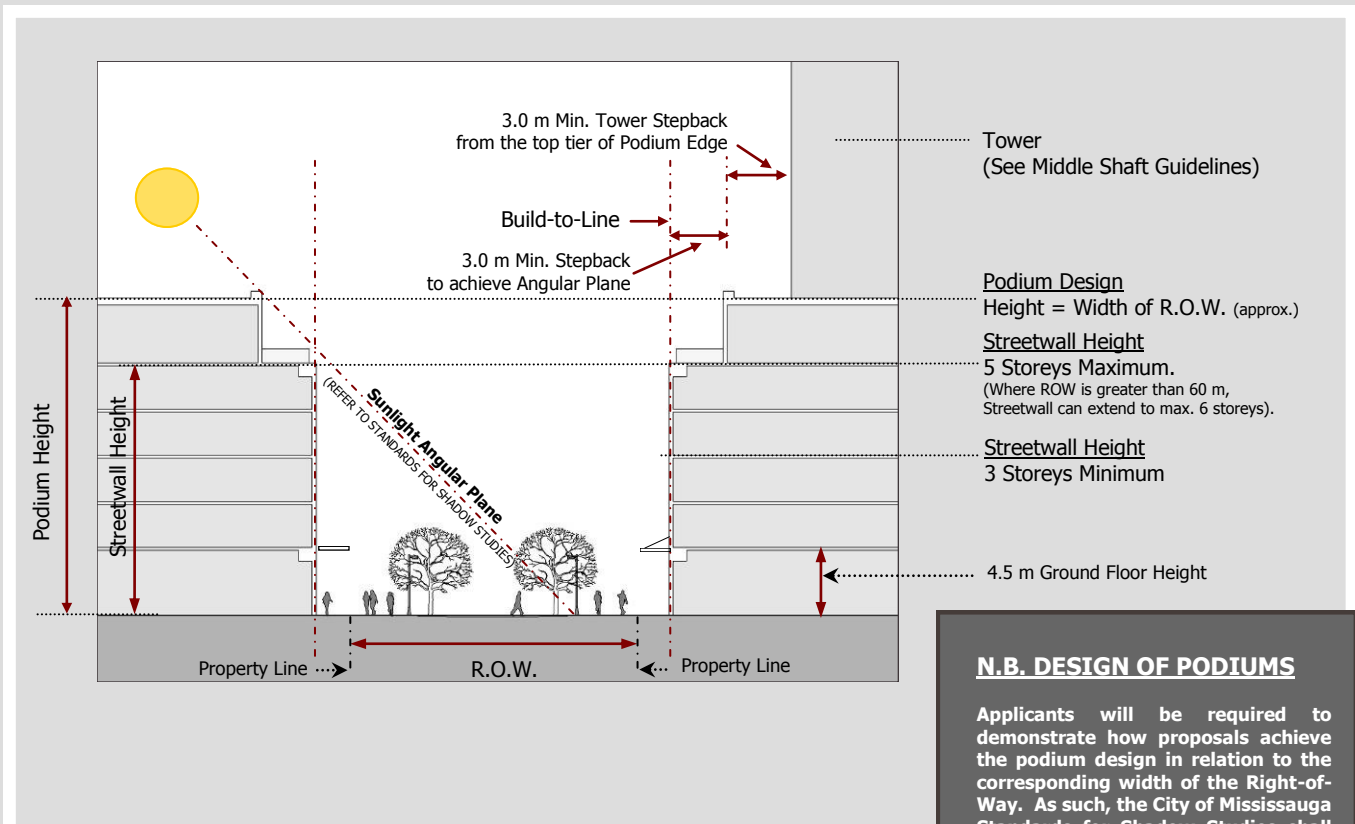 3.0 m Min. Tower Stepback
from the top tier of Podium Edge
Tower
(See Middle Shaft Guidelines)
Build-to-Line
3.0 m Min. Stepback
to achieve Angular Plane
Podium Design
Height = Width of R.O.W. (approx.)
Streetwall Height
5 Storeys Maximum.
(Where ROW is greater than 60 m,
Streetwall can extend to max. 6 storeys).
Streetwall Height
3 Storeys Minimum
Podium Height
Streetwall Height
Sunlight Angular Plane
(REFER TO STANDARDS FOR SHADOW STUDIES)
4.5 m Ground Floor Height
Property Line
R.O.W.
Property Line
N.B. DESIGN OF PODIUMS
Applicants will be required to
demonstrate how proposals achieve
the podium design in relation to the
corresponding width of the Right-of-
Way. As such, the City of Mississauga
Standards for Shadow Studies shall